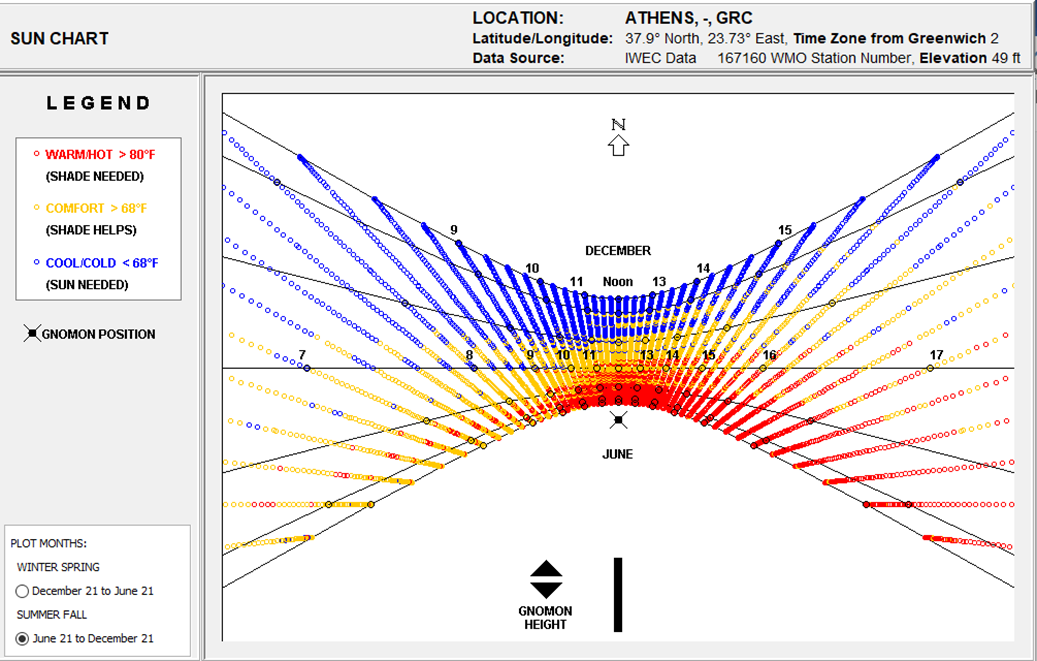 SUN CHART
LOCATION: ATHENS, -, GRC
Latitude/Longitude: 37.9° North, 23.73° East, Time Zone from Greenwich 2
Data Source: IWEC Data 167160 WMO Station Number, Elevation 49 ft
LEGEND
WARM/HOT > 80°F
(SHADE NEEDED)
COMFORT > 68°F
(SHADE HELPS)
COOL/COLD < 68°F
(SUN NEEDED)
GNOMON POSITION
PLOT MONTHS:
WINTER SPRING
December 21 to June 21
SUMMER FALL
June 21 to December 21
N
9 15
DECEMBER
10 14
11 Noon 13
7 8 9 10 11 13 14 15 16 17
JUNE
GNOMON
HEIGHT